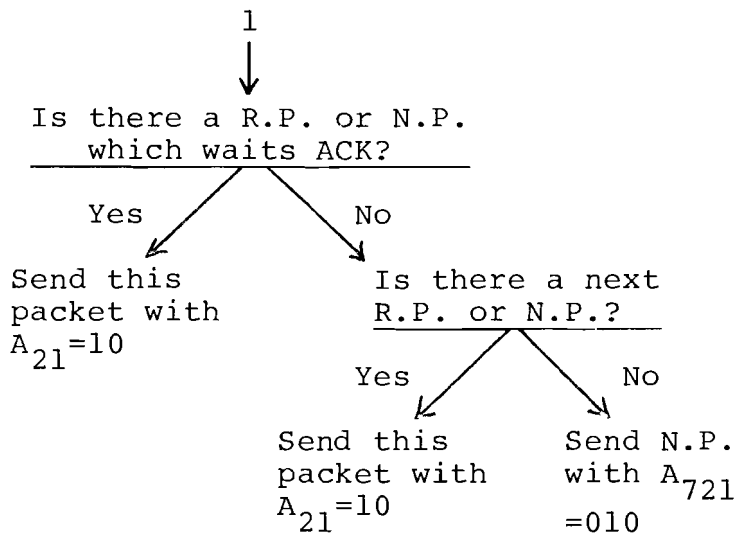 1
Is there a R.P. or N.P.
which waits ACK?
Yes
No
Send this
packet with
A21=10
Is there a next
R.P. or N.P.?
Yes
No
Send this
packet with
A21=10
Send N.P.
with A721
=010